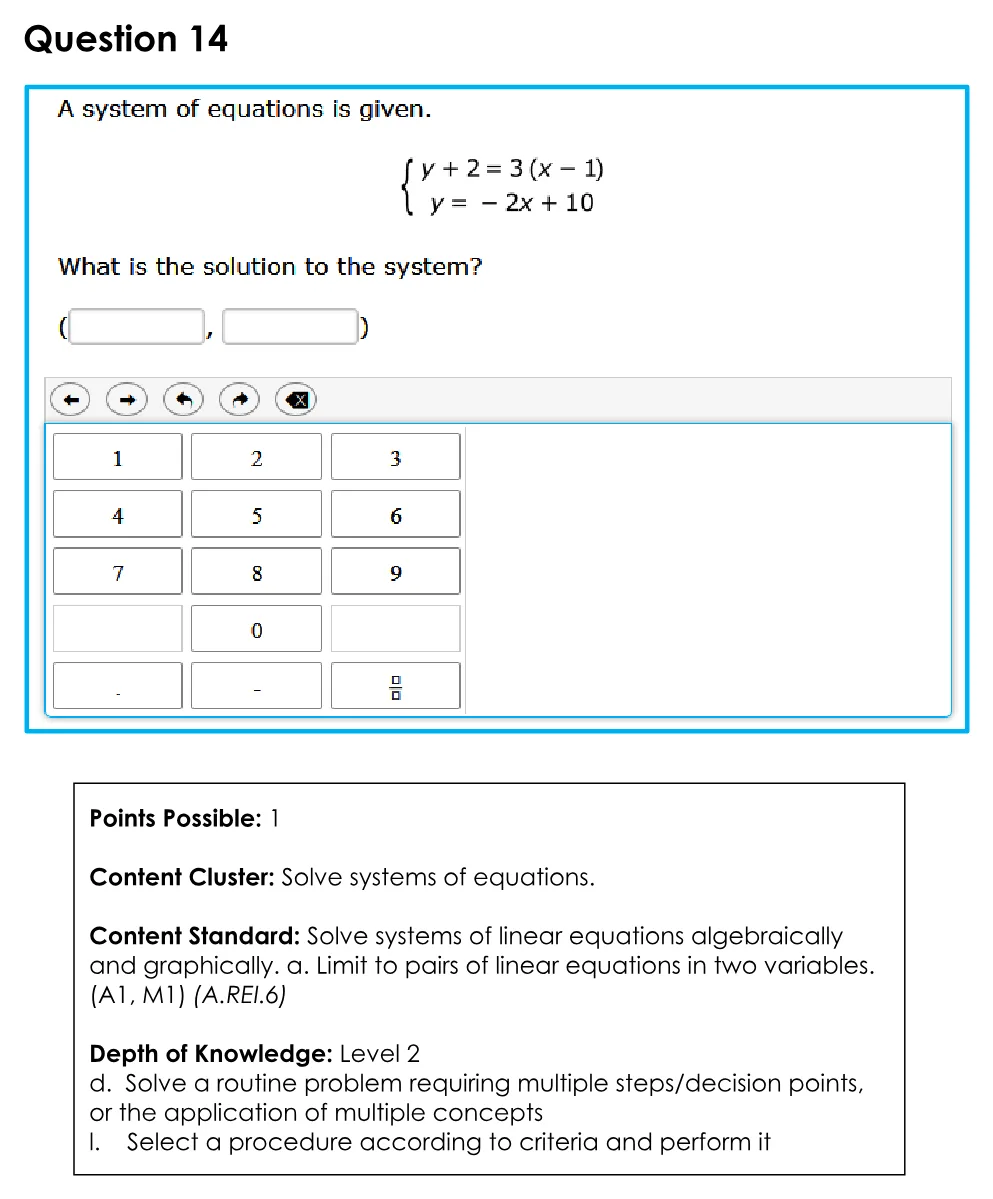 Question 14
A system of equations is given.
y + 2 = 3 (x − 1)
y = − 2x + 10
What is the solution to the system?
( , )
1 2 3
4 5 6
7 8 9
0
. - □/□
Points Possible: 1
Content Cluster: Solve systems of equations.
Content Standard: Solve systems of linear equations algebraically
and graphically. a. Limit to pairs of linear equations in two variables.
(A1, M1) (A.REI.6)
Depth of Knowledge: Level 2
d. Solve a routine problem requiring multiple steps/decision points,
or the application of multiple concepts
l. Select a procedure according to criteria and perform it